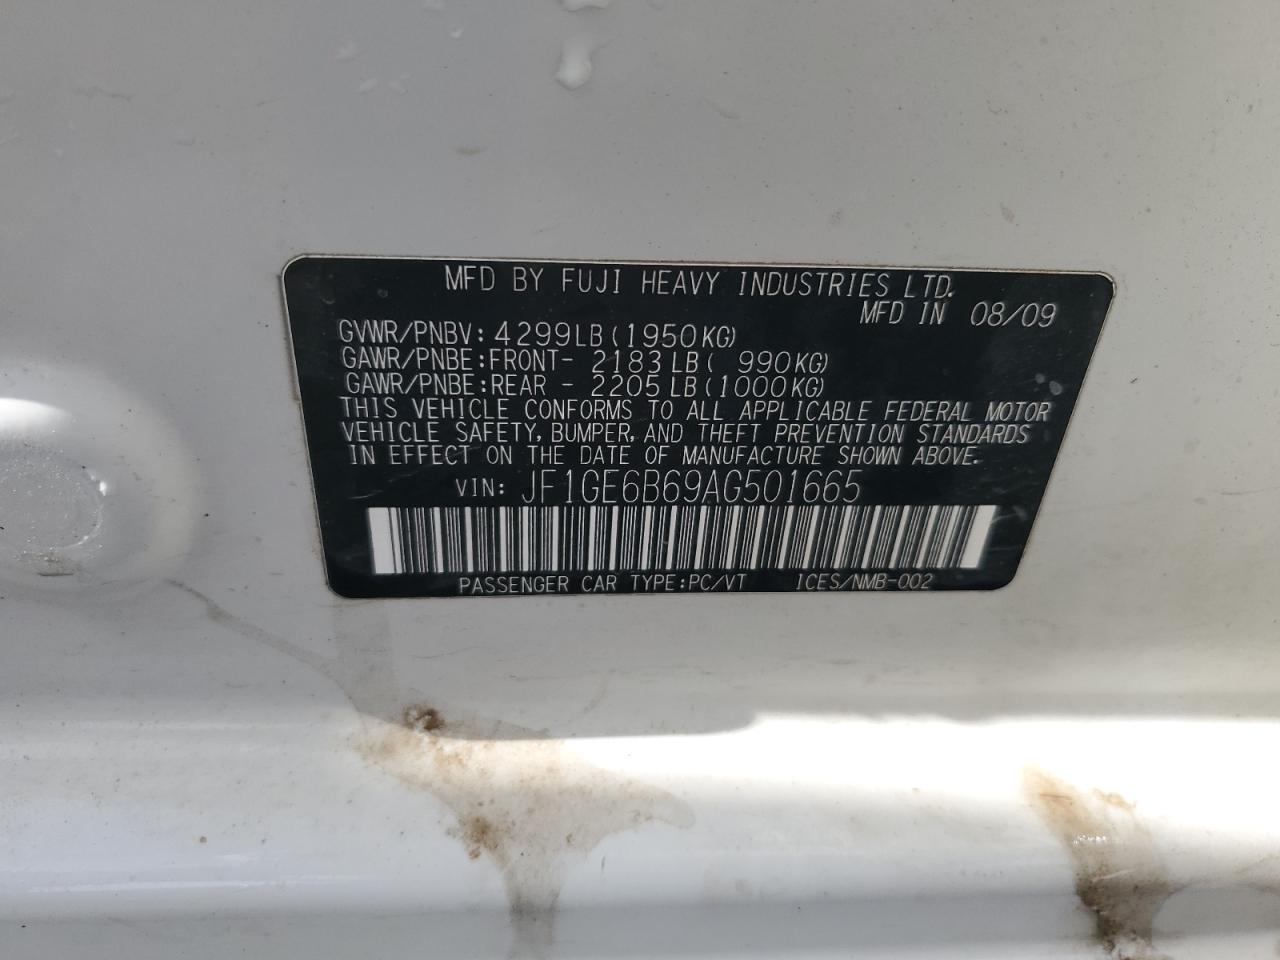 MFD BY FUJI HEAVY INDUSTRIES LTD.
MFD IN 08/09
GVWR/PNBV: 4299LB(1950KG)
GAWR/PNBE:FRONT- 2183LB( 990KG)
GAWR/PNBE:REAR - 2205LB(1000KG)
THIS VEHICLE CONFORMS TO ALL APPLICABLE FEDERAL MOTOR
VEHICLE SAFETY, BUMPER, AND THEFT PREVENTION STANDARDS
IN EFFECT ON THE DATE OF MANUFACTURE SHOWN ABOVE.
VIN: JF1GE6B69AG501665
PASSENGER CAR TYPE:PC/VT ICES/NMB-002